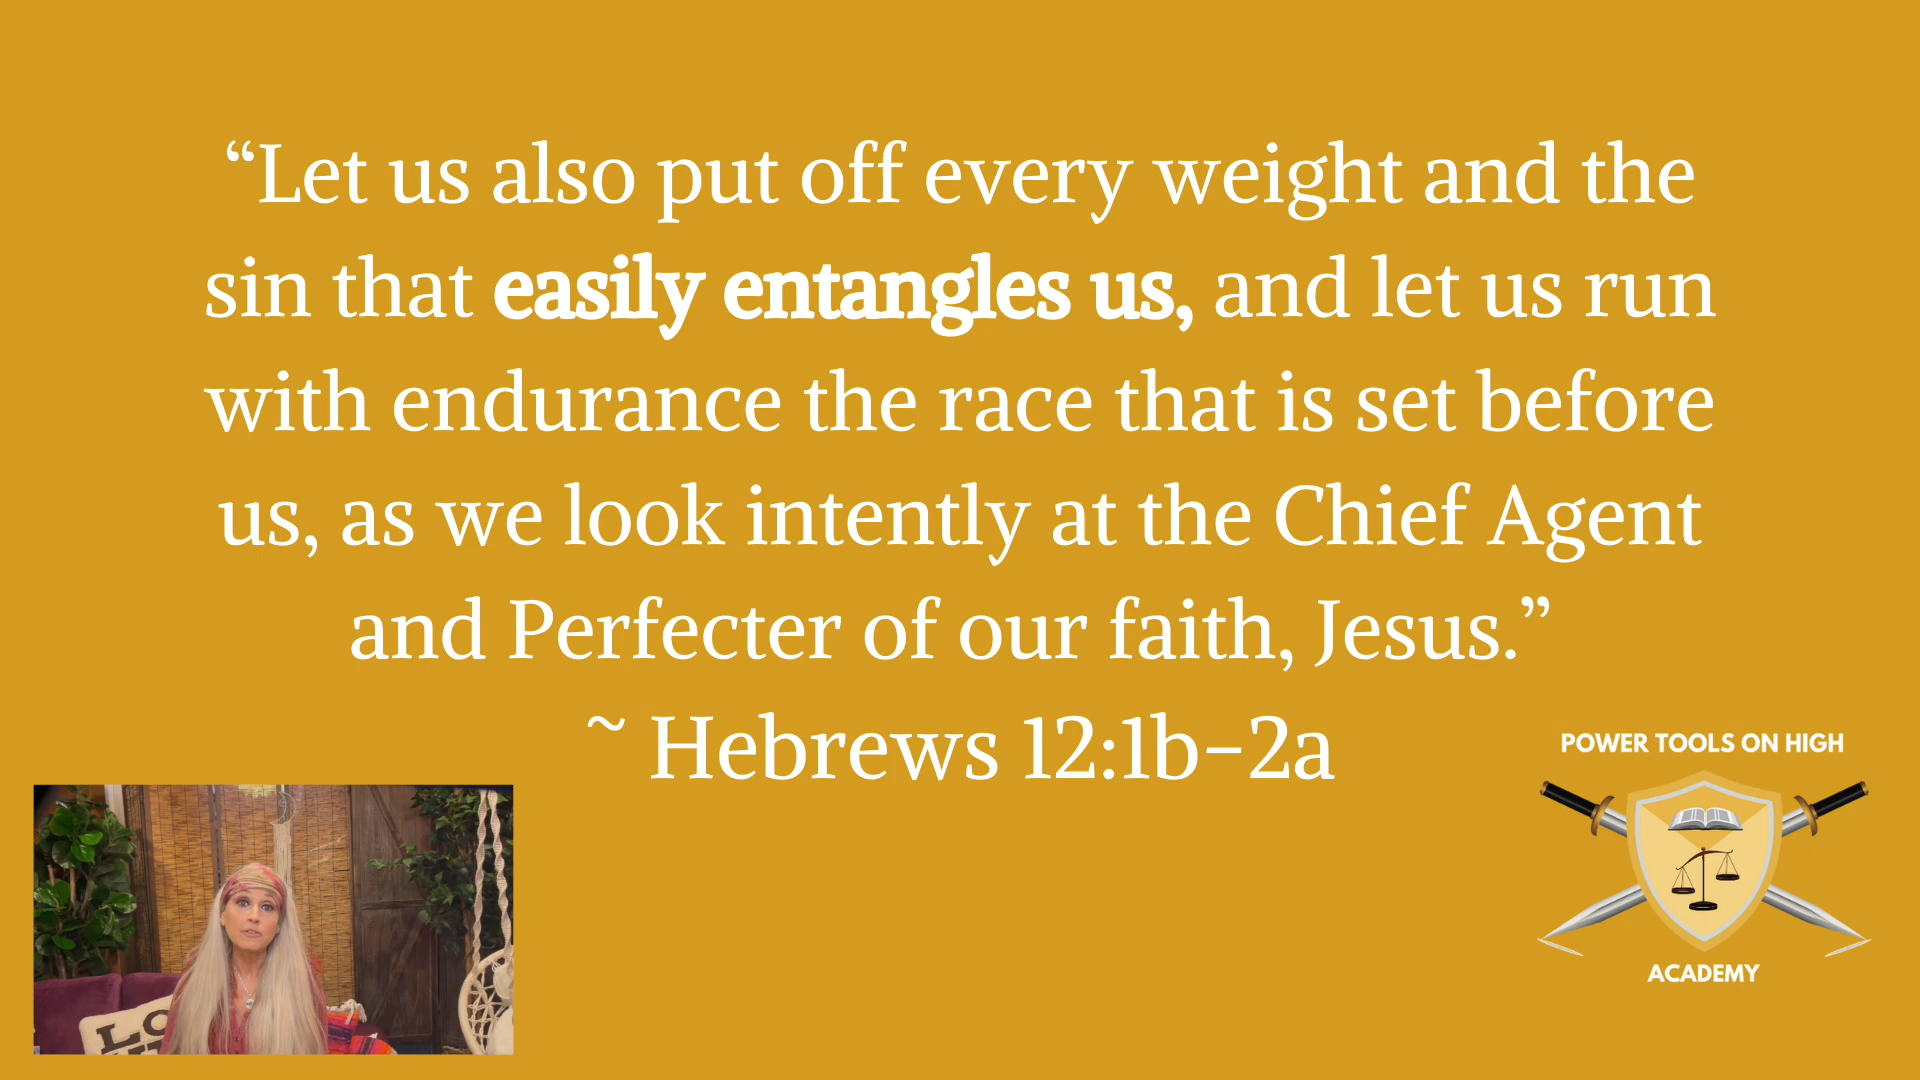 “Let us also put off every weight and the
sin that easily entangles us, and let us run
with endurance the race that is set before
us, as we look intently at the Chief Agent
and Perfecter of our faith, Jesus.”
~ Hebrews 12:1b–2a
POWER TOOLS ON HIGH
ACADEMY